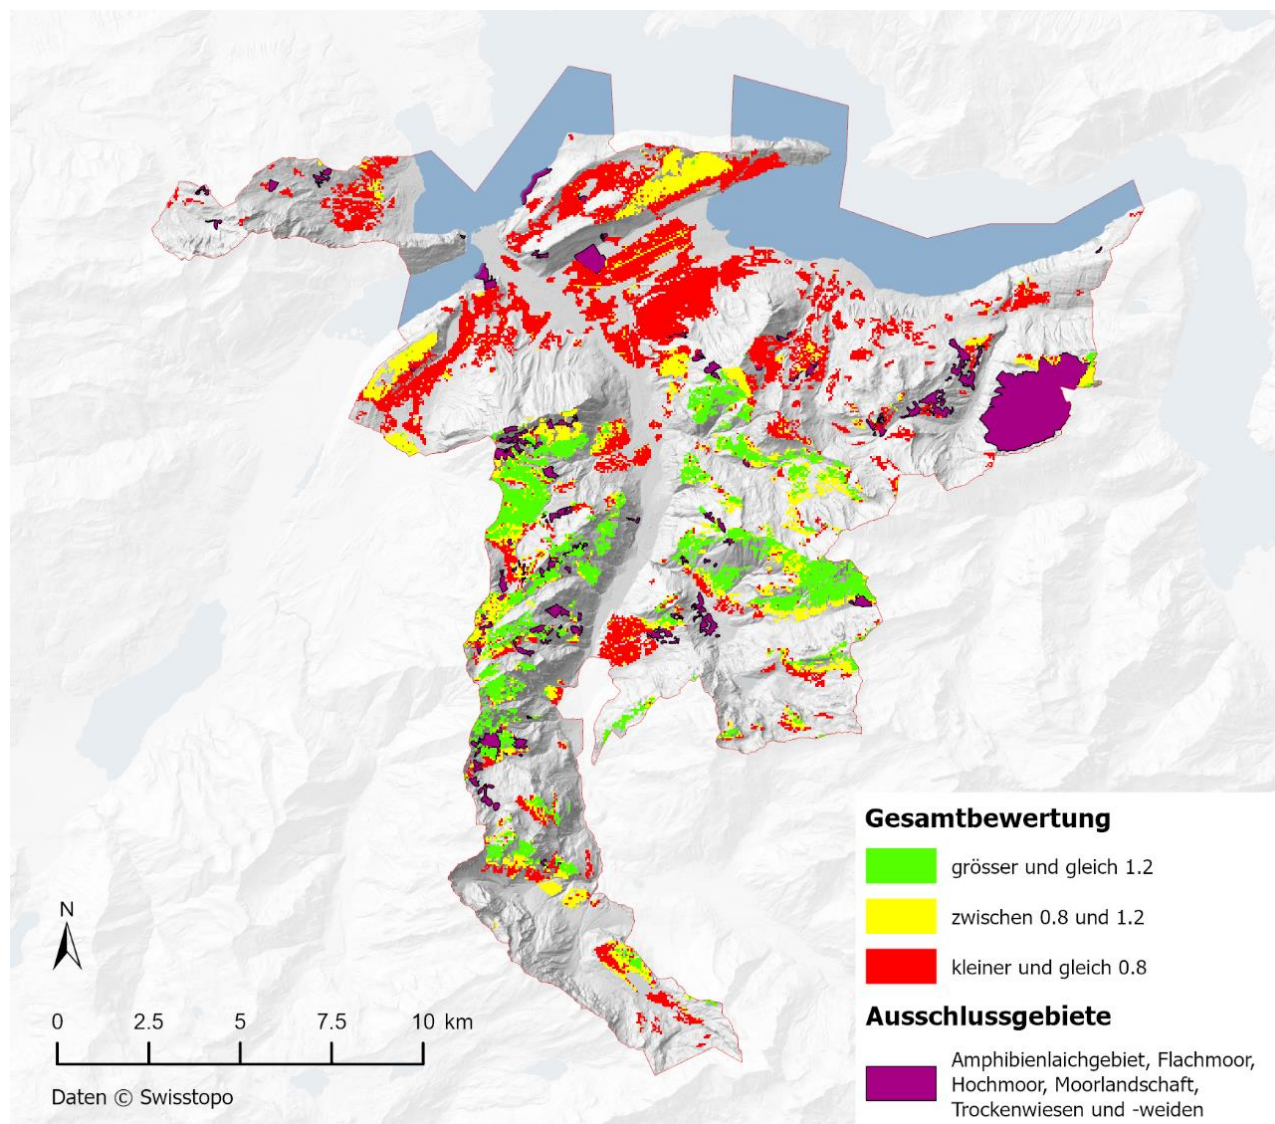 Gesamtbewertung
grösser und gleich 1.2
zwischen 0.8 und 1.2
kleiner und gleich 0.8
Ausschlussgebiete
Amphibienlaichgebiet, Flachmoor,
Hochmoor, Moorlandschaft,
Trockenwiesen und -weiden
N
0 2.5 5 7.5 10 km
Daten © Swisstopo